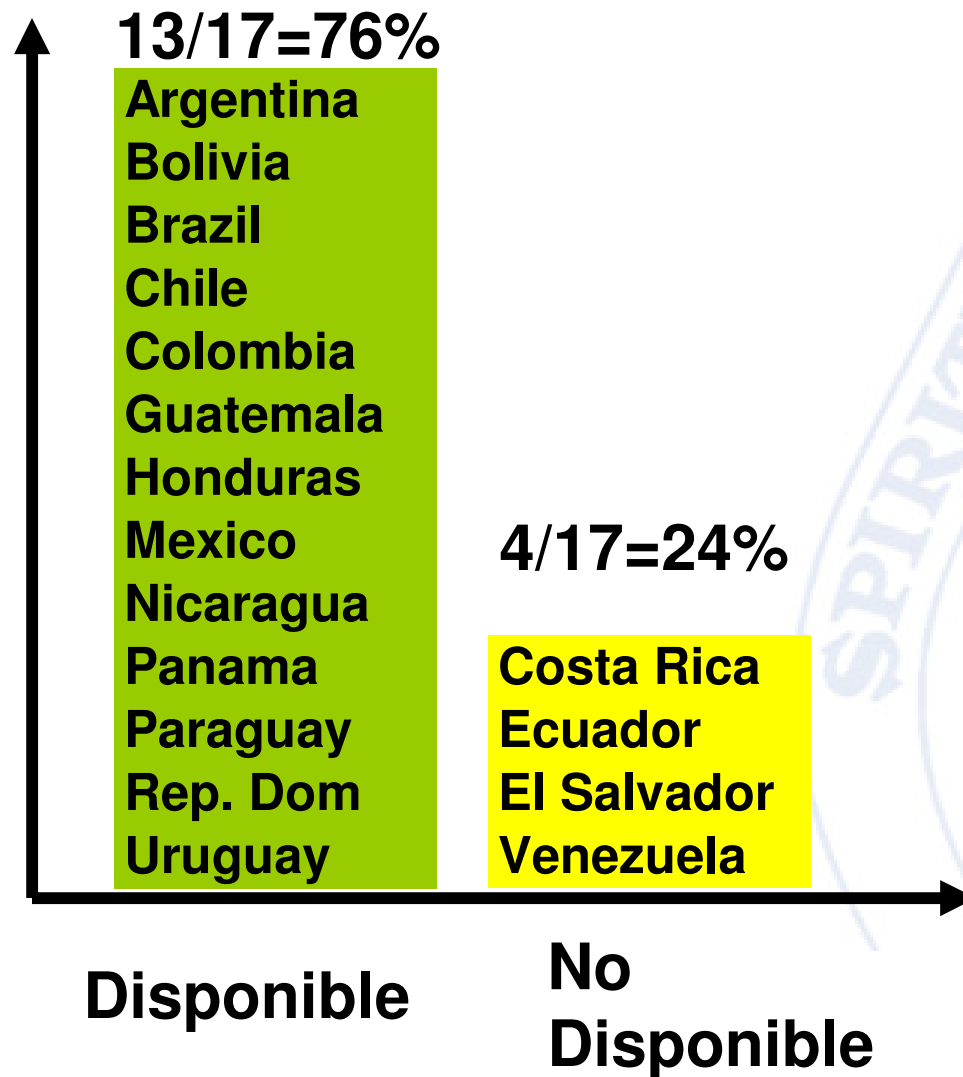 13/17=76%
Argentina
Bolivia
Brazil
Chile
Colombia
Guatemala
Honduras
Mexico
Nicaragua
Panama
Paraguay
Rep. Dom
Uruguay
4/17=24%
Costa Rica
Ecuador
El Salvador
Venezuela
Disponible
No
Disponible